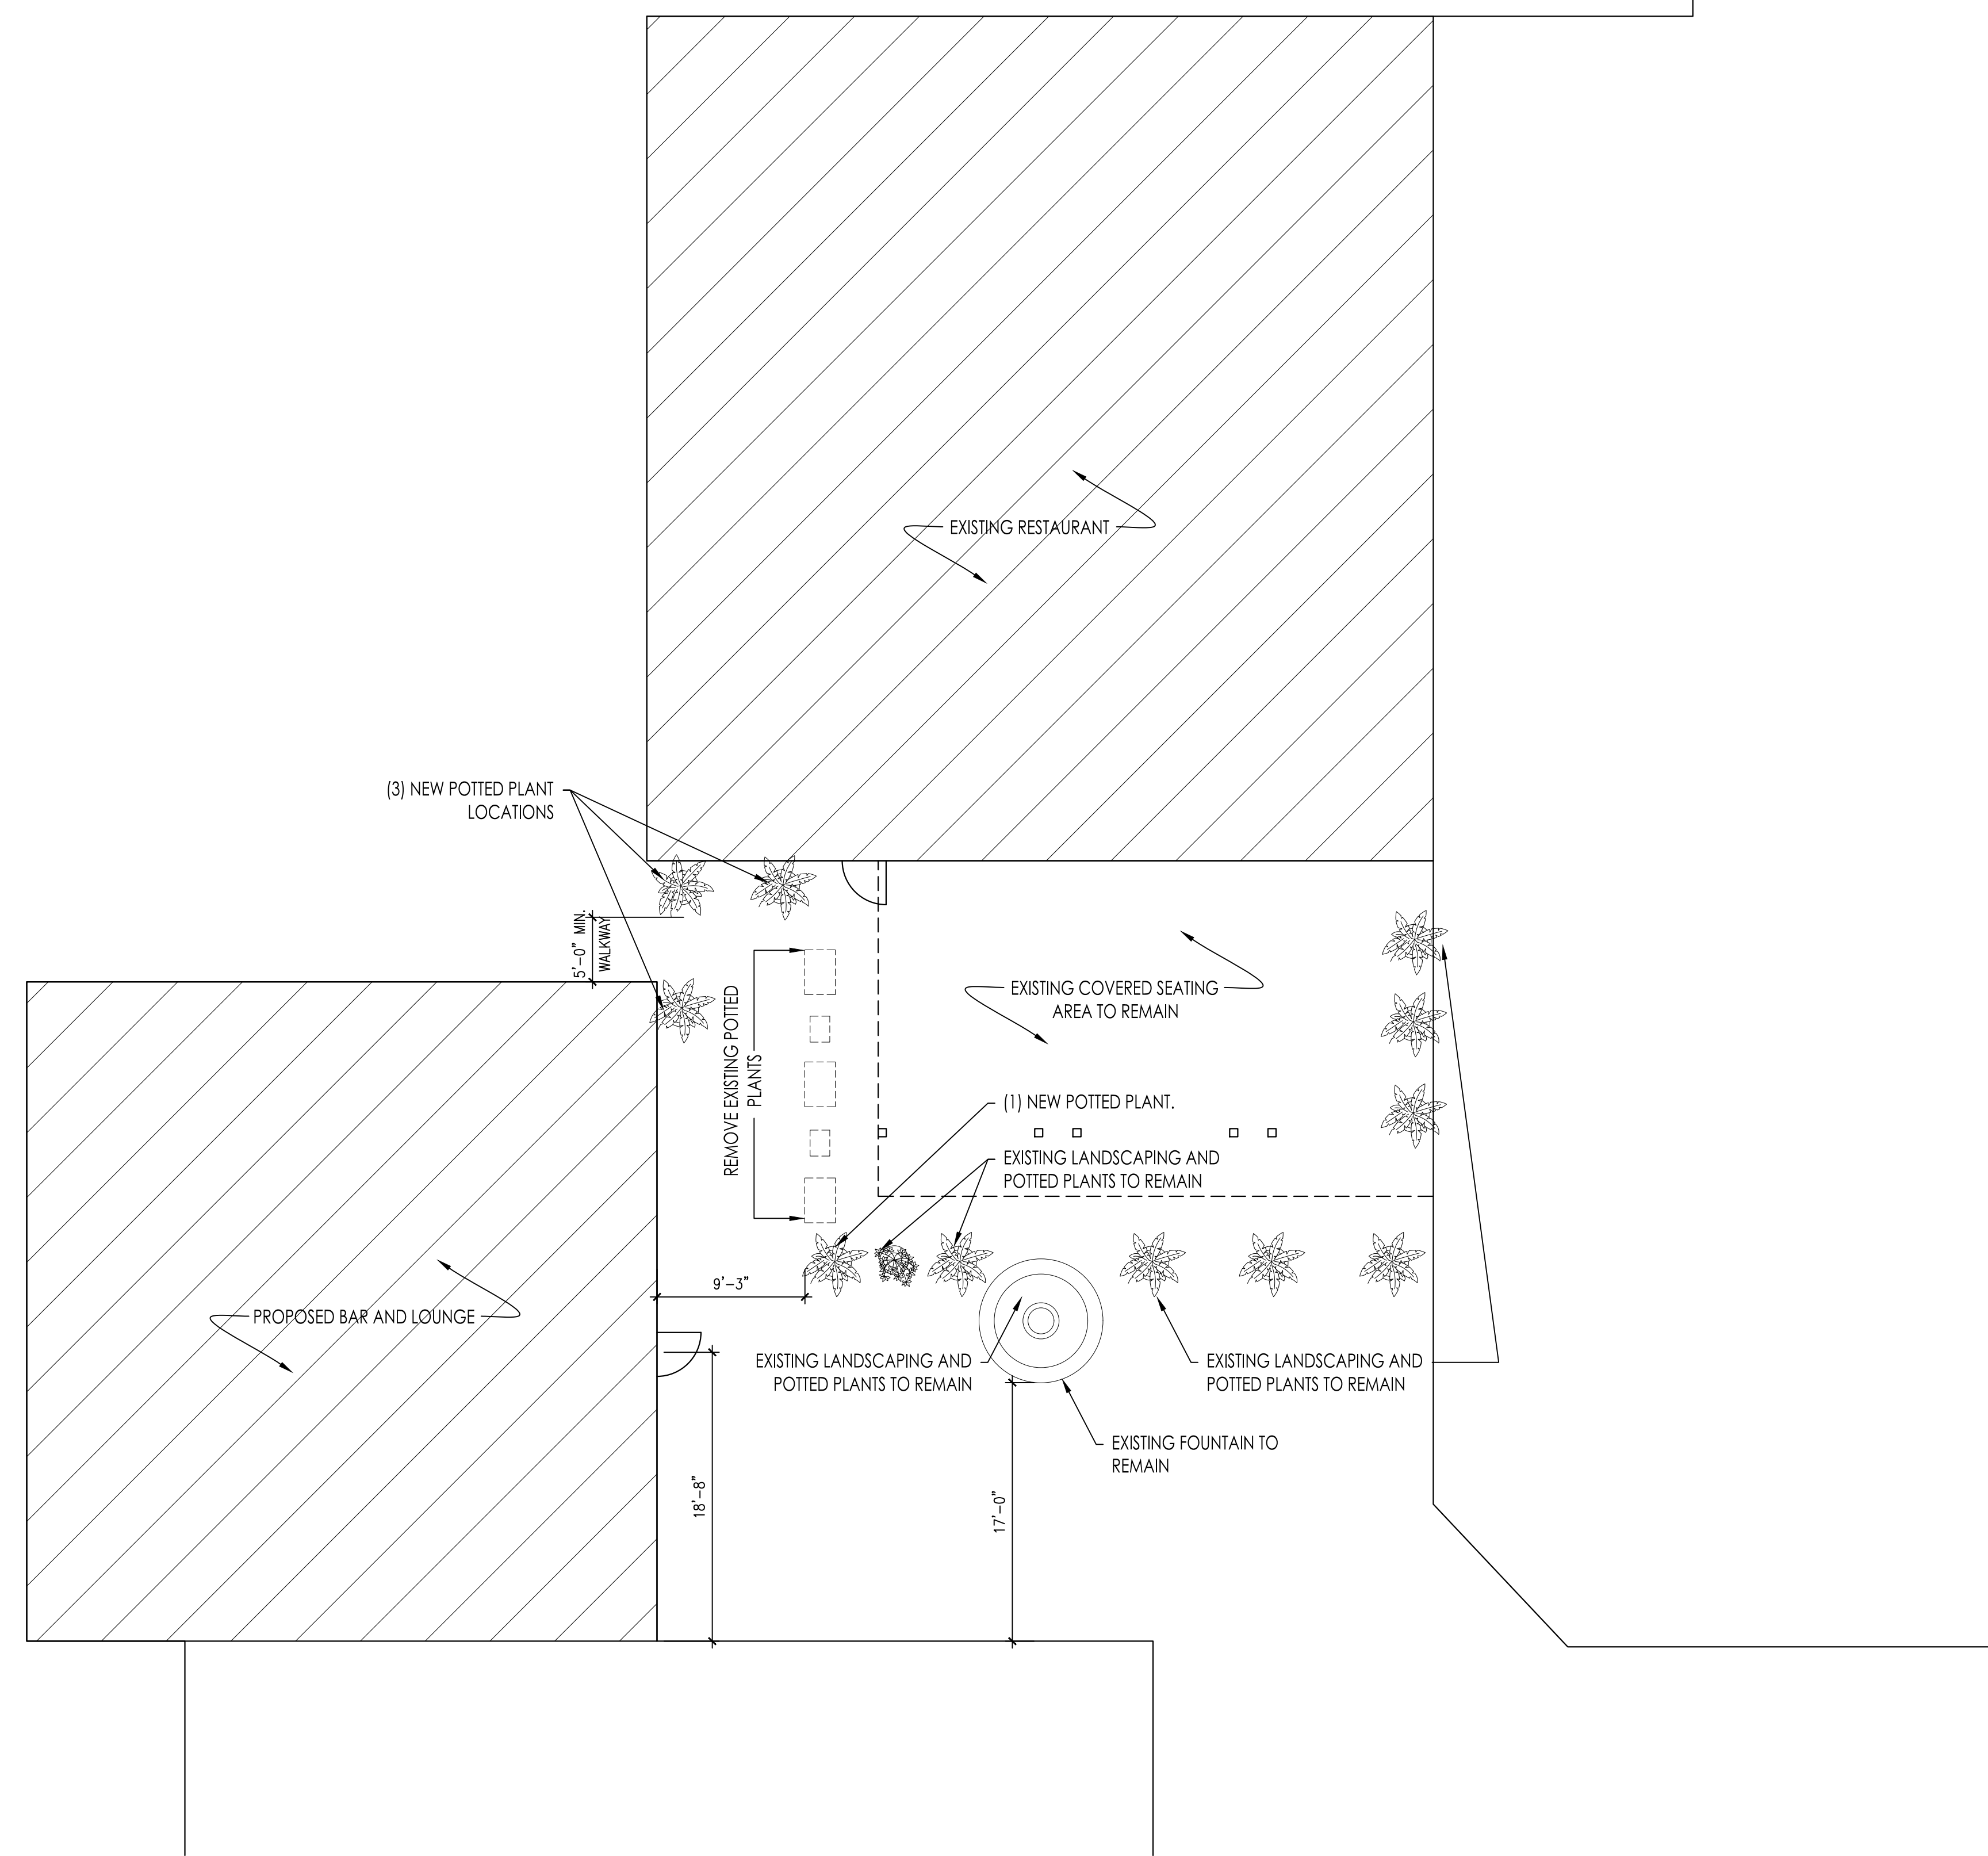 EXISTING RESTAURANT
(3) NEW POTTED PLANT
LOCATIONS
5'-0" MIN.
WALKWAY
REMOVE EXISTING POTTED
PLANTS
EXISTING COVERED SEATING
AREA TO REMAIN
(1) NEW POTTED PLANT.
EXISTING LANDSCAPING AND
POTTED PLANTS TO REMAIN
9'-3"
PROPOSED BAR AND LOUNGE
EXISTING LANDSCAPING AND
POTTED PLANTS TO REMAIN
EXISTING LANDSCAPING AND
POTTED PLANTS TO REMAIN
EXISTING FOUNTAIN TO
REMAIN
18'-8"
17'-0"